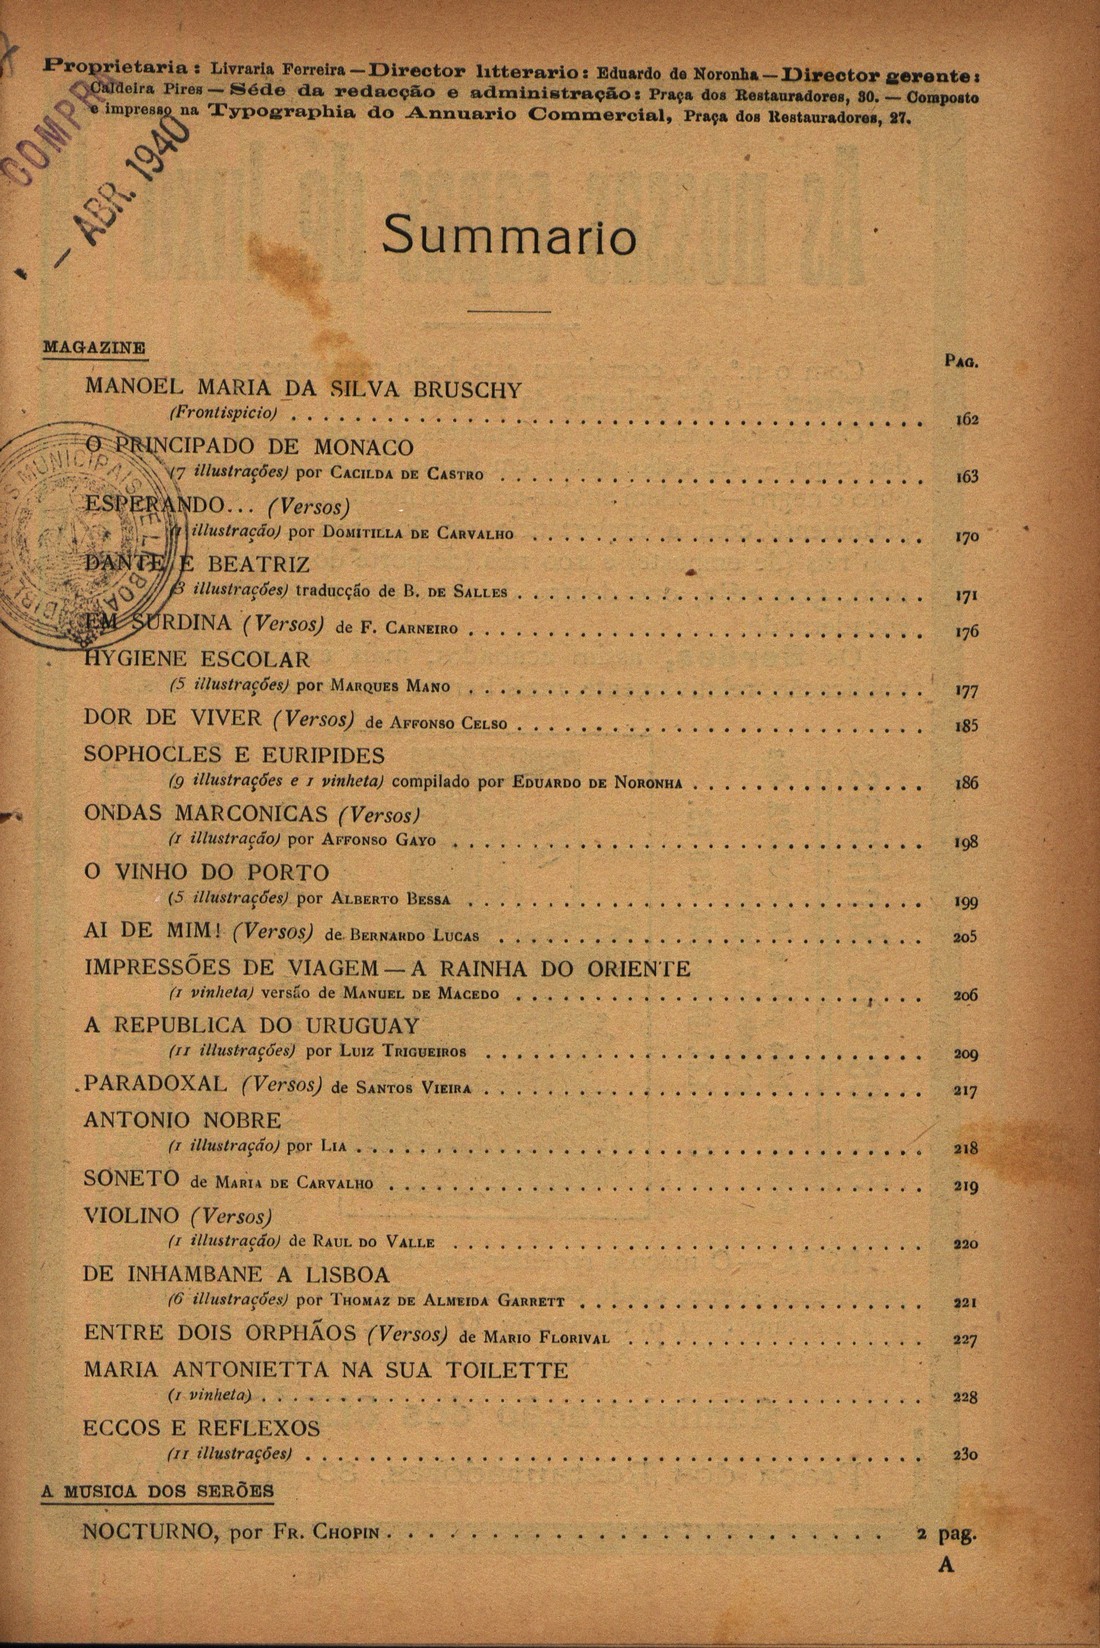 Proprietaria: Livraria Ferreira — Director litterario: Eduardo de Noronha — Director gerente:
Caldeira Pires — Séde da redacção e administração: Praça dos Restauradores, 30. — Composto
e impresso na Typographia do Annuario Commercial, Praça dos Restauradores, 27.
COMPRA
— ABR. 1940
Summario
MAGAZINE
PAG.
MANOEL MARIA DA SILVA BRUSCHY
(Frontispicio) 162
O PRINCIPADO DE MONACO
(7 illustrações) por CACILDA DE CASTRO 163
ESPERANDO... (Versos)
illustração) por DOMITILLA DE CARVALHO 170
DANTE E BEATRIZ
(3 illustrações) traducção de B. DE SALLES 171
EM SURDINA (Versos) de F. CARNEIRO 176
HYGIENE ESCOLAR
(5 illustrações) por MARQUES MANO 177
DOR DE VIVER (Versos) de AFFONSO CELSO 185
SOPHOCLES E EURIPIDES
(9 illustrações e 1 vinheta) compilado por EDUARDO DE NORONHA 186
ONDAS MARCONICAS (Versos)
(1 illustração) por AFFONSO GAYO 198
O VINHO DO PORTO
(5 illustrações) por ALBERTO BESSA 199
AI DE MIM! (Versos) de BERNARDO LUCAS 205
IMPRESSÕES DE VIAGEM — A RAINHA DO ORIENTE
(1 vinheta) versão de MANUEL DE MACEDO 206
A REPUBLICA DO URUGUAY
(11 illustrações) por LUIZ TRIGUEIROS 209
PARADOXAL (Versos) de SANTOS VIEIRA 217
ANTONIO NOBRE
(1 illustração) por LIA 218
SONETO de MARIA DE CARVALHO 219
VIOLINO (Versos)
(1 illustração) de RAUL DO VALLE 220
DE INHAMBANE A LISBOA
(6 illustrações) por THOMAZ DE ALMEIDA GARRETT 221
ENTRE DOIS ORPHÃOS (Versos) de MARIO FLORIVAL 227
MARIA ANTONIETTA NA SUA TOILETTE
(1 vinheta) 228
ECCOS E REFLEXOS
(11 illustrações) 230
A MUSICA DOS SERÕES
NOCTURNO, por FR. CHOPIN 2 pag.
A